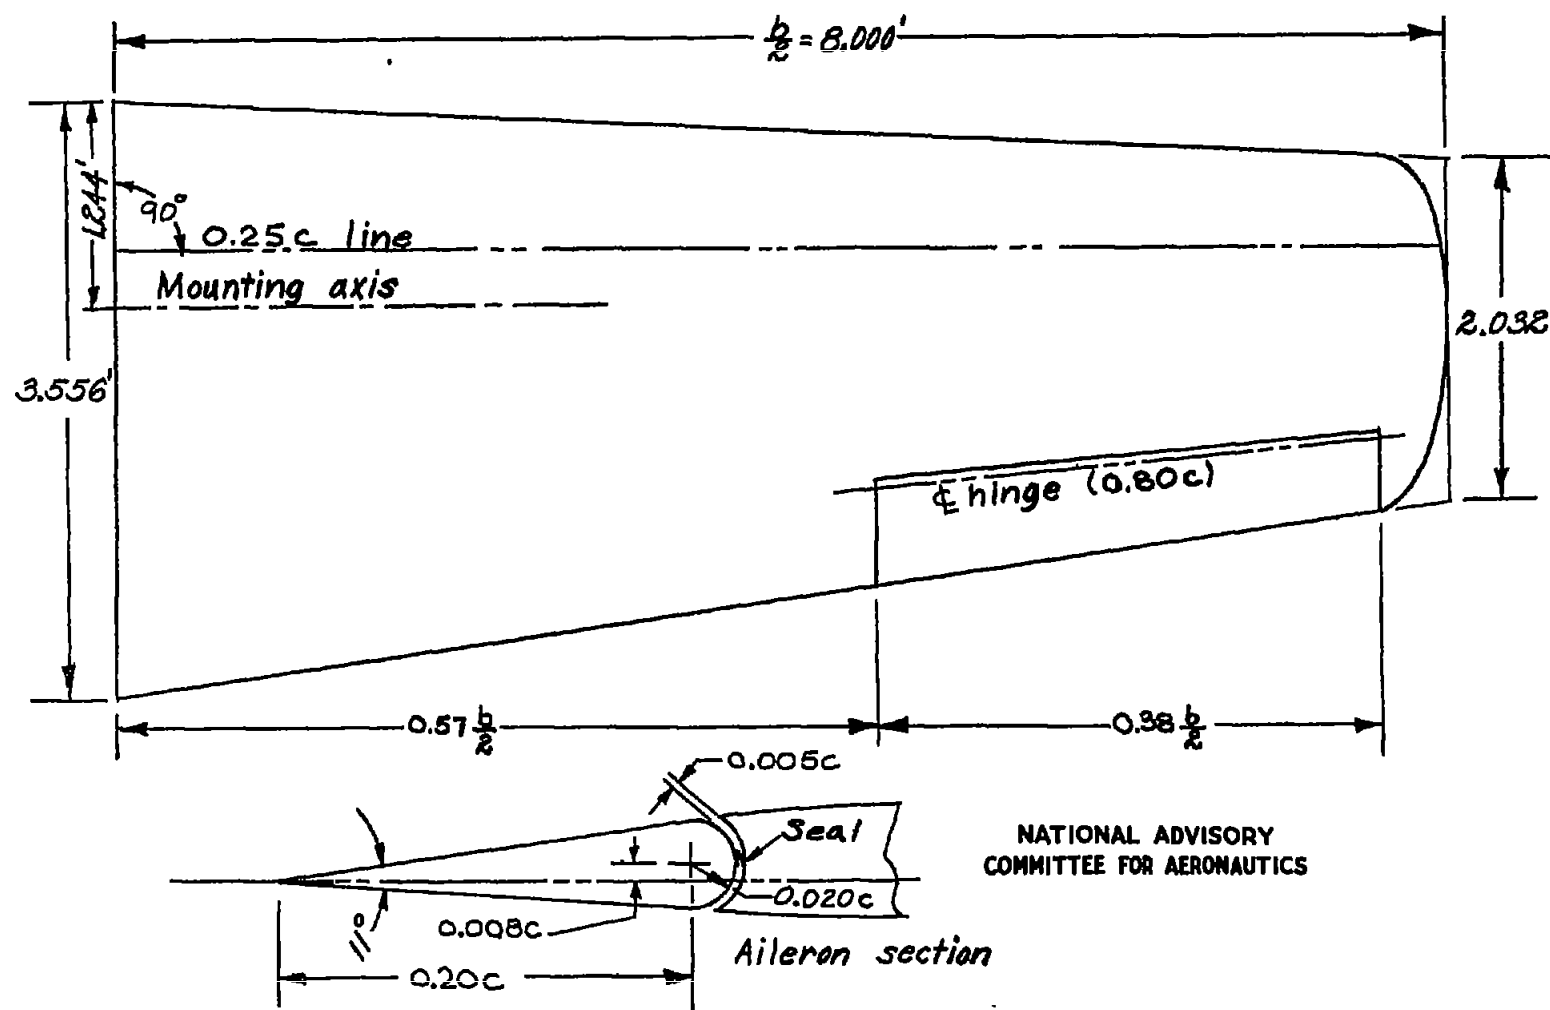 b/2 = 8.000'
1.244'
90°
0.25c line
Mounting axis
3.556'
2.032
℄ hinge (0.80c)
0.57 b/2
0.38 b/2
0.005c
Seal
NATIONAL ADVISORY
COMMITTEE FOR AERONAUTICS
0.020c
11°
0.008c
Aileron section
0.20c